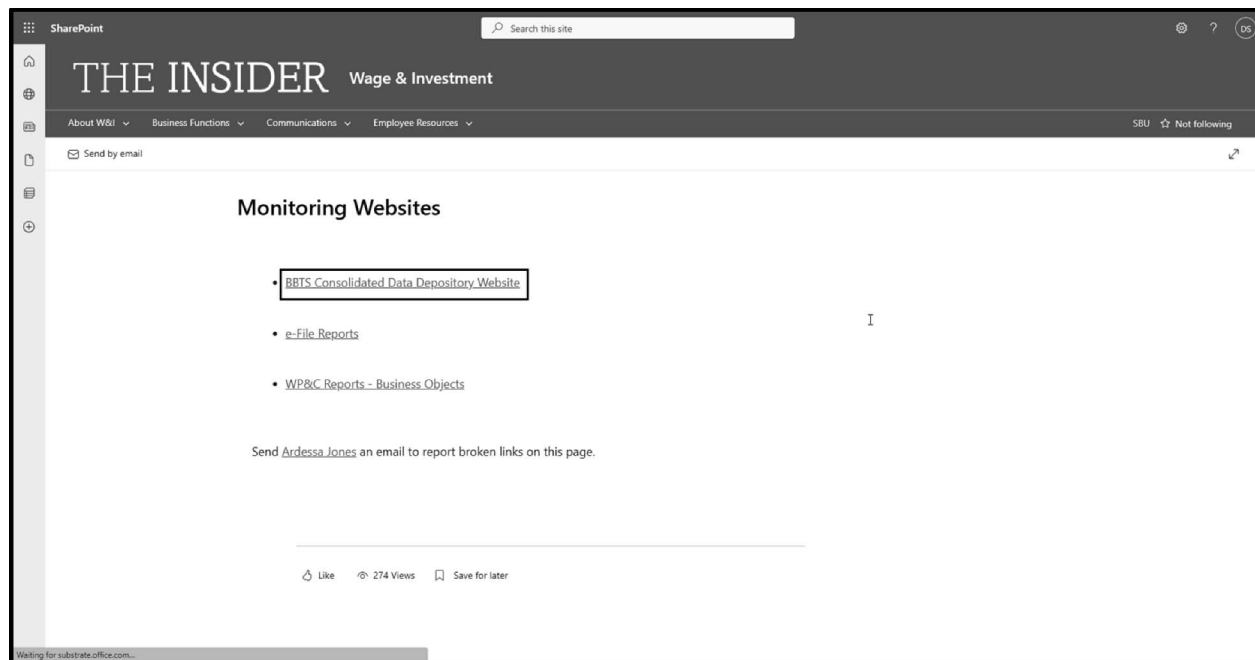 SharePoint
Search this site
?
DS
THE INSIDER Wage & Investment
About W&I Business Functions Communications Employee Resources SBU Not following
Send by email
Monitoring Websites
• BBTS Consolidated Data Depository Website
• e-File Reports
• WP&C Reports - Business Objects
Send Ardessa Jones an email to report broken links on this page.
Like 274 Views Save for later
Waiting for substrate.office.com...